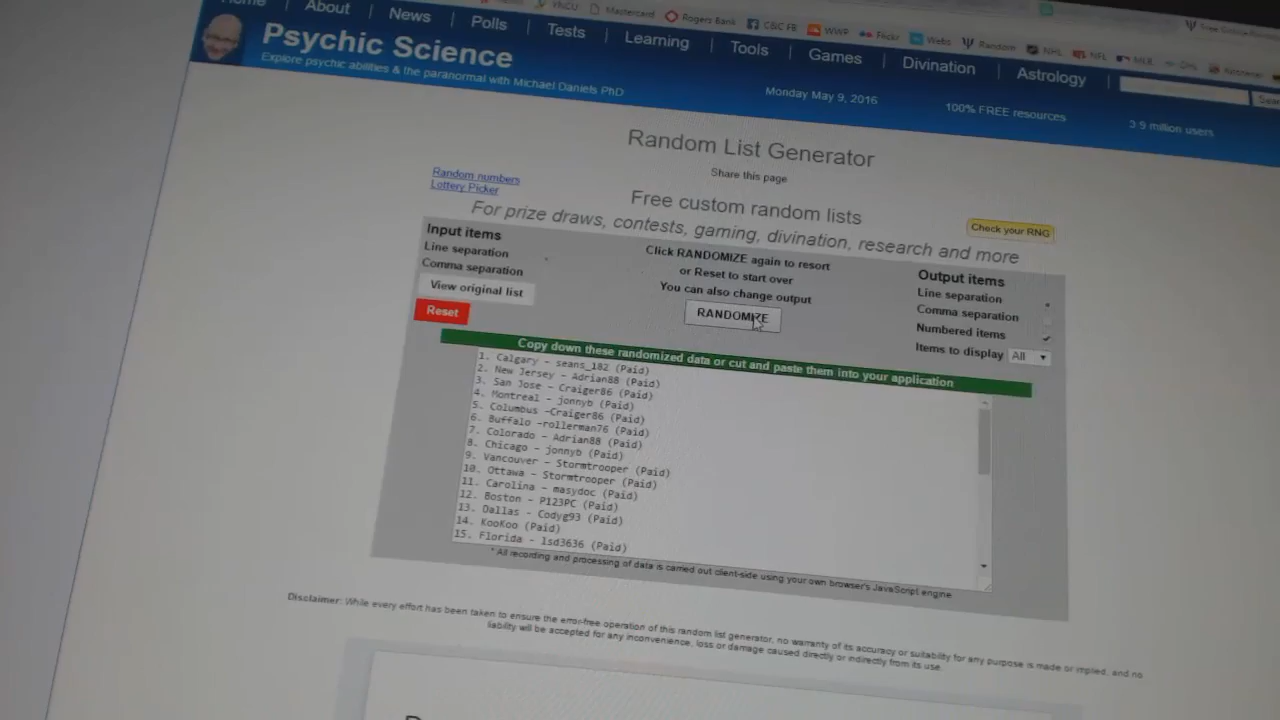 Home About News Polls Tests Learning Tools Games Divination Astrology
YNCU Mastercard Rogers Bank C&C FB WWP Flickr Webs Random NHL NFL MLB
Psychic Science
Explore psychic abilities & the paranormal with Michael Daniels PhD
Monday May 9, 2016
100% FREE resources
3.9 million users
Random List Generator
Share this page
Random numbers
Lottery Picker
Free custom random lists
For prize draws, contests, gaming, divination, research and more
Check your RNG
Input items
Line separation
Comma separation
View original list
Reset
Click RANDOMIZE again to resort
or Reset to start over
You can also change output
RANDOMIZE
Output items
Line separation
Comma separation
Numbered items
Items to display All
Copy down these randomized data or cut and paste them into your application
1. Calgary - seans_182 (Paid)
2. New Jersey - Adrian88 (Paid)
3. San Jose - Craiger86 (Paid)
4. Montreal - jonnyb (Paid)
5. Columbus -Craiger86 (Paid)
6. Buffalo -rollerman76 (Paid)
7. Colorado - Adrian88 (Paid)
8. Chicago - jonnyb (Paid)
9. Vancouver - Stormtrooper (Paid)
10. Ottawa - Stormtrooper (Paid)
11. Carolina - masydoc (Paid)
12. Boston - P123PC (Paid)
13. Dallas - Codyg93 (Paid)
14. KooKoo (Paid)
15. Florida - lsd3636 (Paid)
* All recording and processing of data is carried out client-side using your own browser's JavaScript engine
Disclaimer: While every effort has been taken to ensure the error-free operation of this random list generator, no warranty of its accuracy or suitability for any purpose is made or implied, and no
liability will be accepted for any inconvenience, loss or damage caused directly or indirectly from its use.